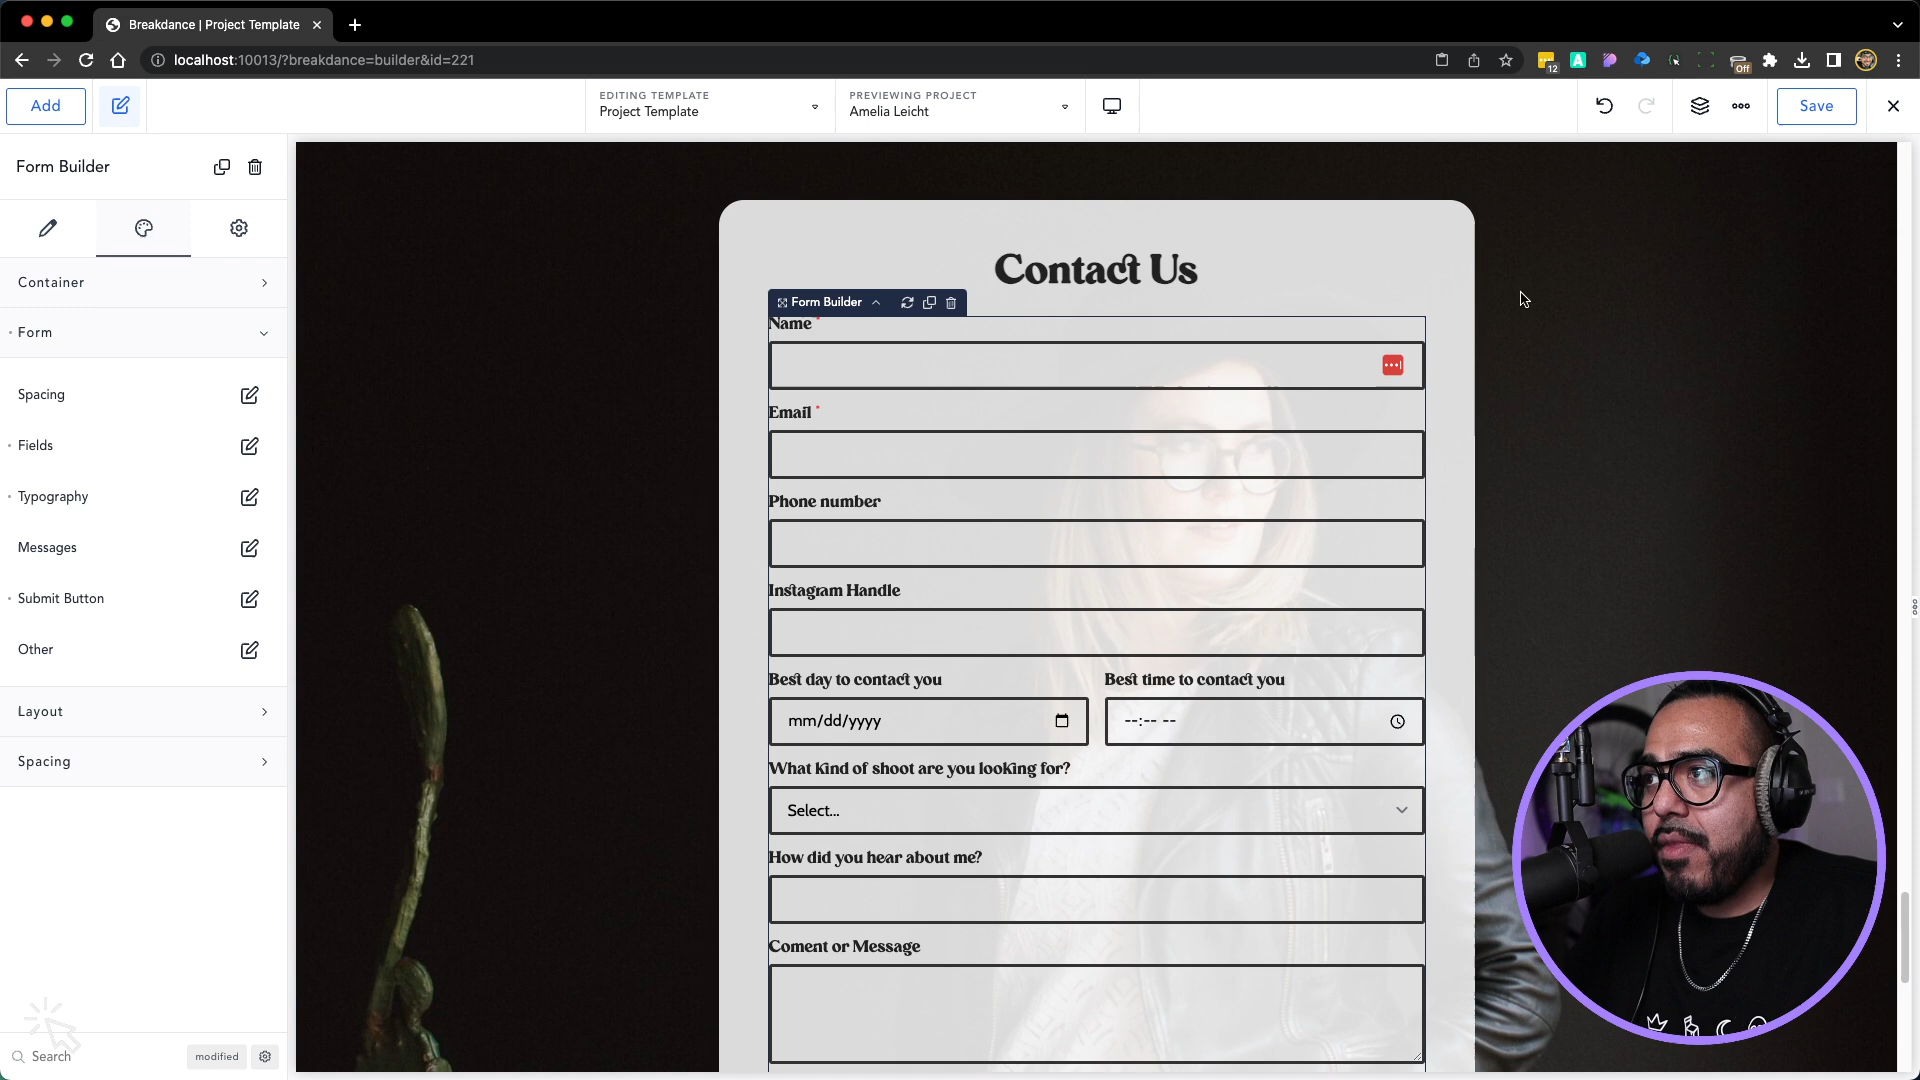 Breakdance | Project Template
localhost:10013/?breakdance=builder&id=221
12
A
Off
Add
EDITING TEMPLATE
Project Template
PREVIEWING PROJECT
Amelia Leicht
Save
Form Builder
Container
Form
Spacing
Fields
Typography
Messages
Submit Button
Other
Layout
Spacing
Search
modified
Contact Us
Form Builder
Name *
Email *
Phone number
Instagram Handle
Best day to contact you
Best time to contact you
mm/dd/yyyy
--:-- --
What kind of shoot are you looking for?
Select...
How did you hear about me?
Coment or Message